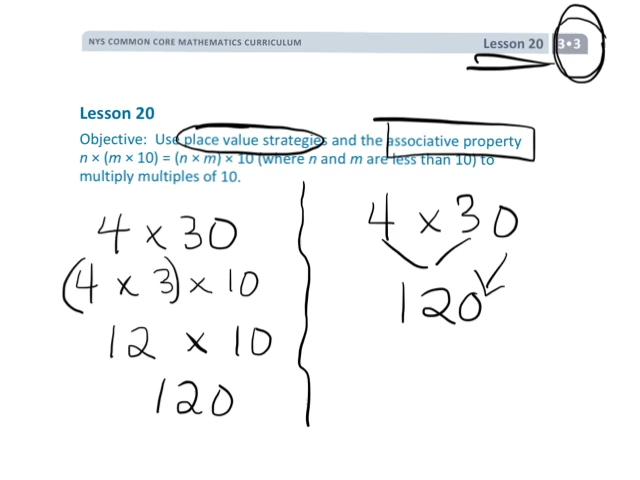 NYS COMMON CORE MATHEMATICS CURRICULUM
Lesson 20
3•3
Lesson 20
Objective: Use place value strategies and the associative property
n × (m × 10) = (n × m) × 10 (where n and m are less than 10) to
multiply multiples of 10.
4 × 30
(4 × 3) × 10
12 × 10
120
4 × 30
120